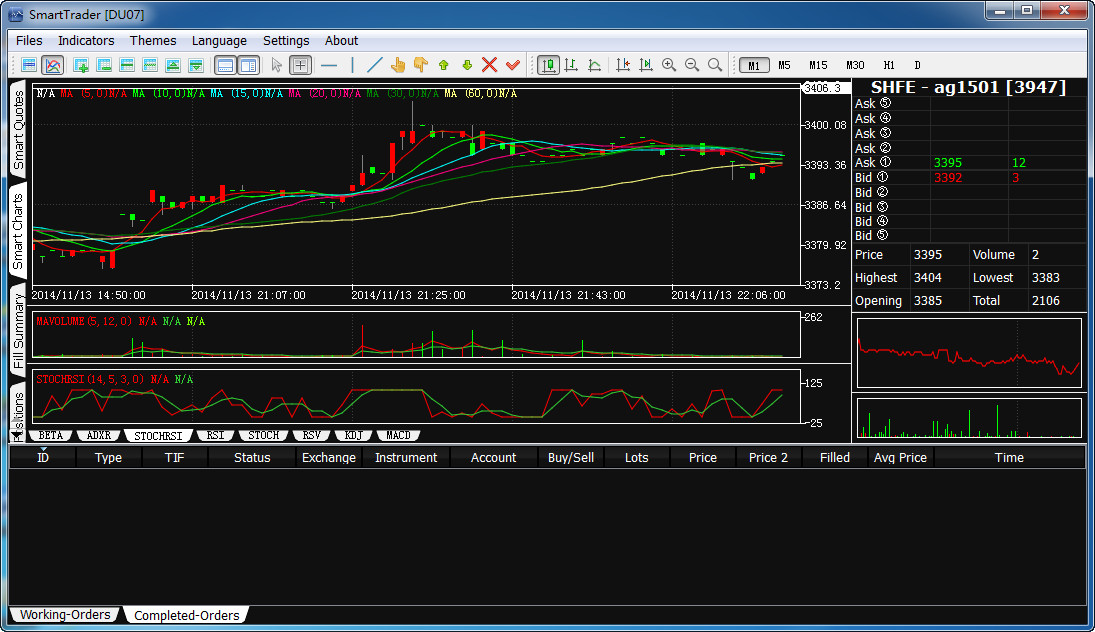 SmartTrader [DU07]
Files Indicators Themes Language Settings About
M1 M5 M15 M30 H1 D
Smart Quotes
Smart Charts
Fill Summary
N/A MA (5,0)N/A MA (10,0)N/A MA (15,0)N/A MA (20,0)N/A MA (30,0)N/A MA (60,0)N/A
3406.3
3400.08
3393.36
3386.64
3379.92
3373.2
2014/11/13 14:50:00 2014/11/13 21:07:00 2014/11/13 21:25:00 2014/11/13 21:43:00 2014/11/13 22:06:00
MAVOLUME(5,12,0) N/A N/A N/A
262
STOCHRSI(14,5,3,0) N/A N/A
125
-25
BETA ADXR STOCHRSI RSI STOCH RSV KDJ MACD
SHFE - ag1501 [3947]
Ask ⑤
Ask ④
Ask ③
Ask ②
Ask ① 3395 12
Bid ① 3392 3
Bid ②
Bid ③
Bid ④
Bid ⑤
Price 3395 Volume 2
Highest 3404 Lowest 3383
Opening 3385 Total 2106
ID Type TIF Status Exchange Instrument Account Buy/Sell Lots Price Price 2 Filled Avg Price Time
Working-Orders Completed-Orders